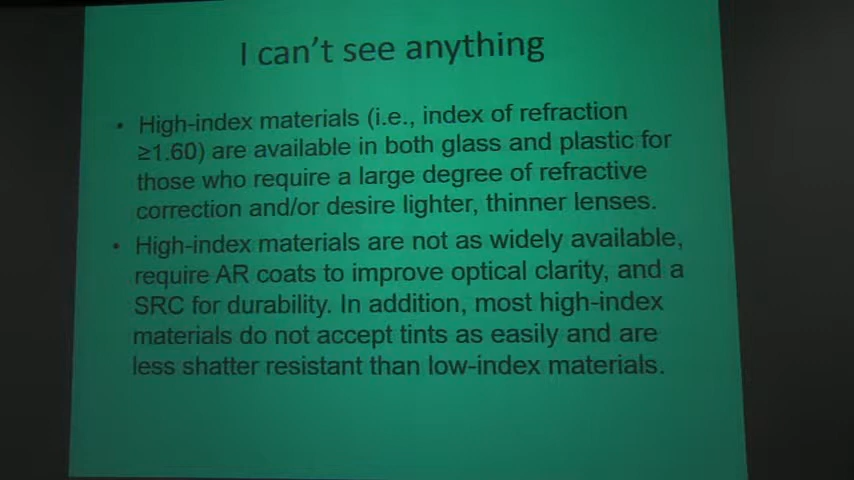 I can't see anything
• High-index materials (i.e., index of refraction
≥1.60) are available in both glass and plastic for
those who require a large degree of refractive
correction and/or desire lighter, thinner lenses.
• High-index materials are not as widely available,
require AR coats to improve optical clarity, and a
SRC for durability. In addition, most high-index
materials do not accept tints as easily and are
less shatter resistant than low-index materials.